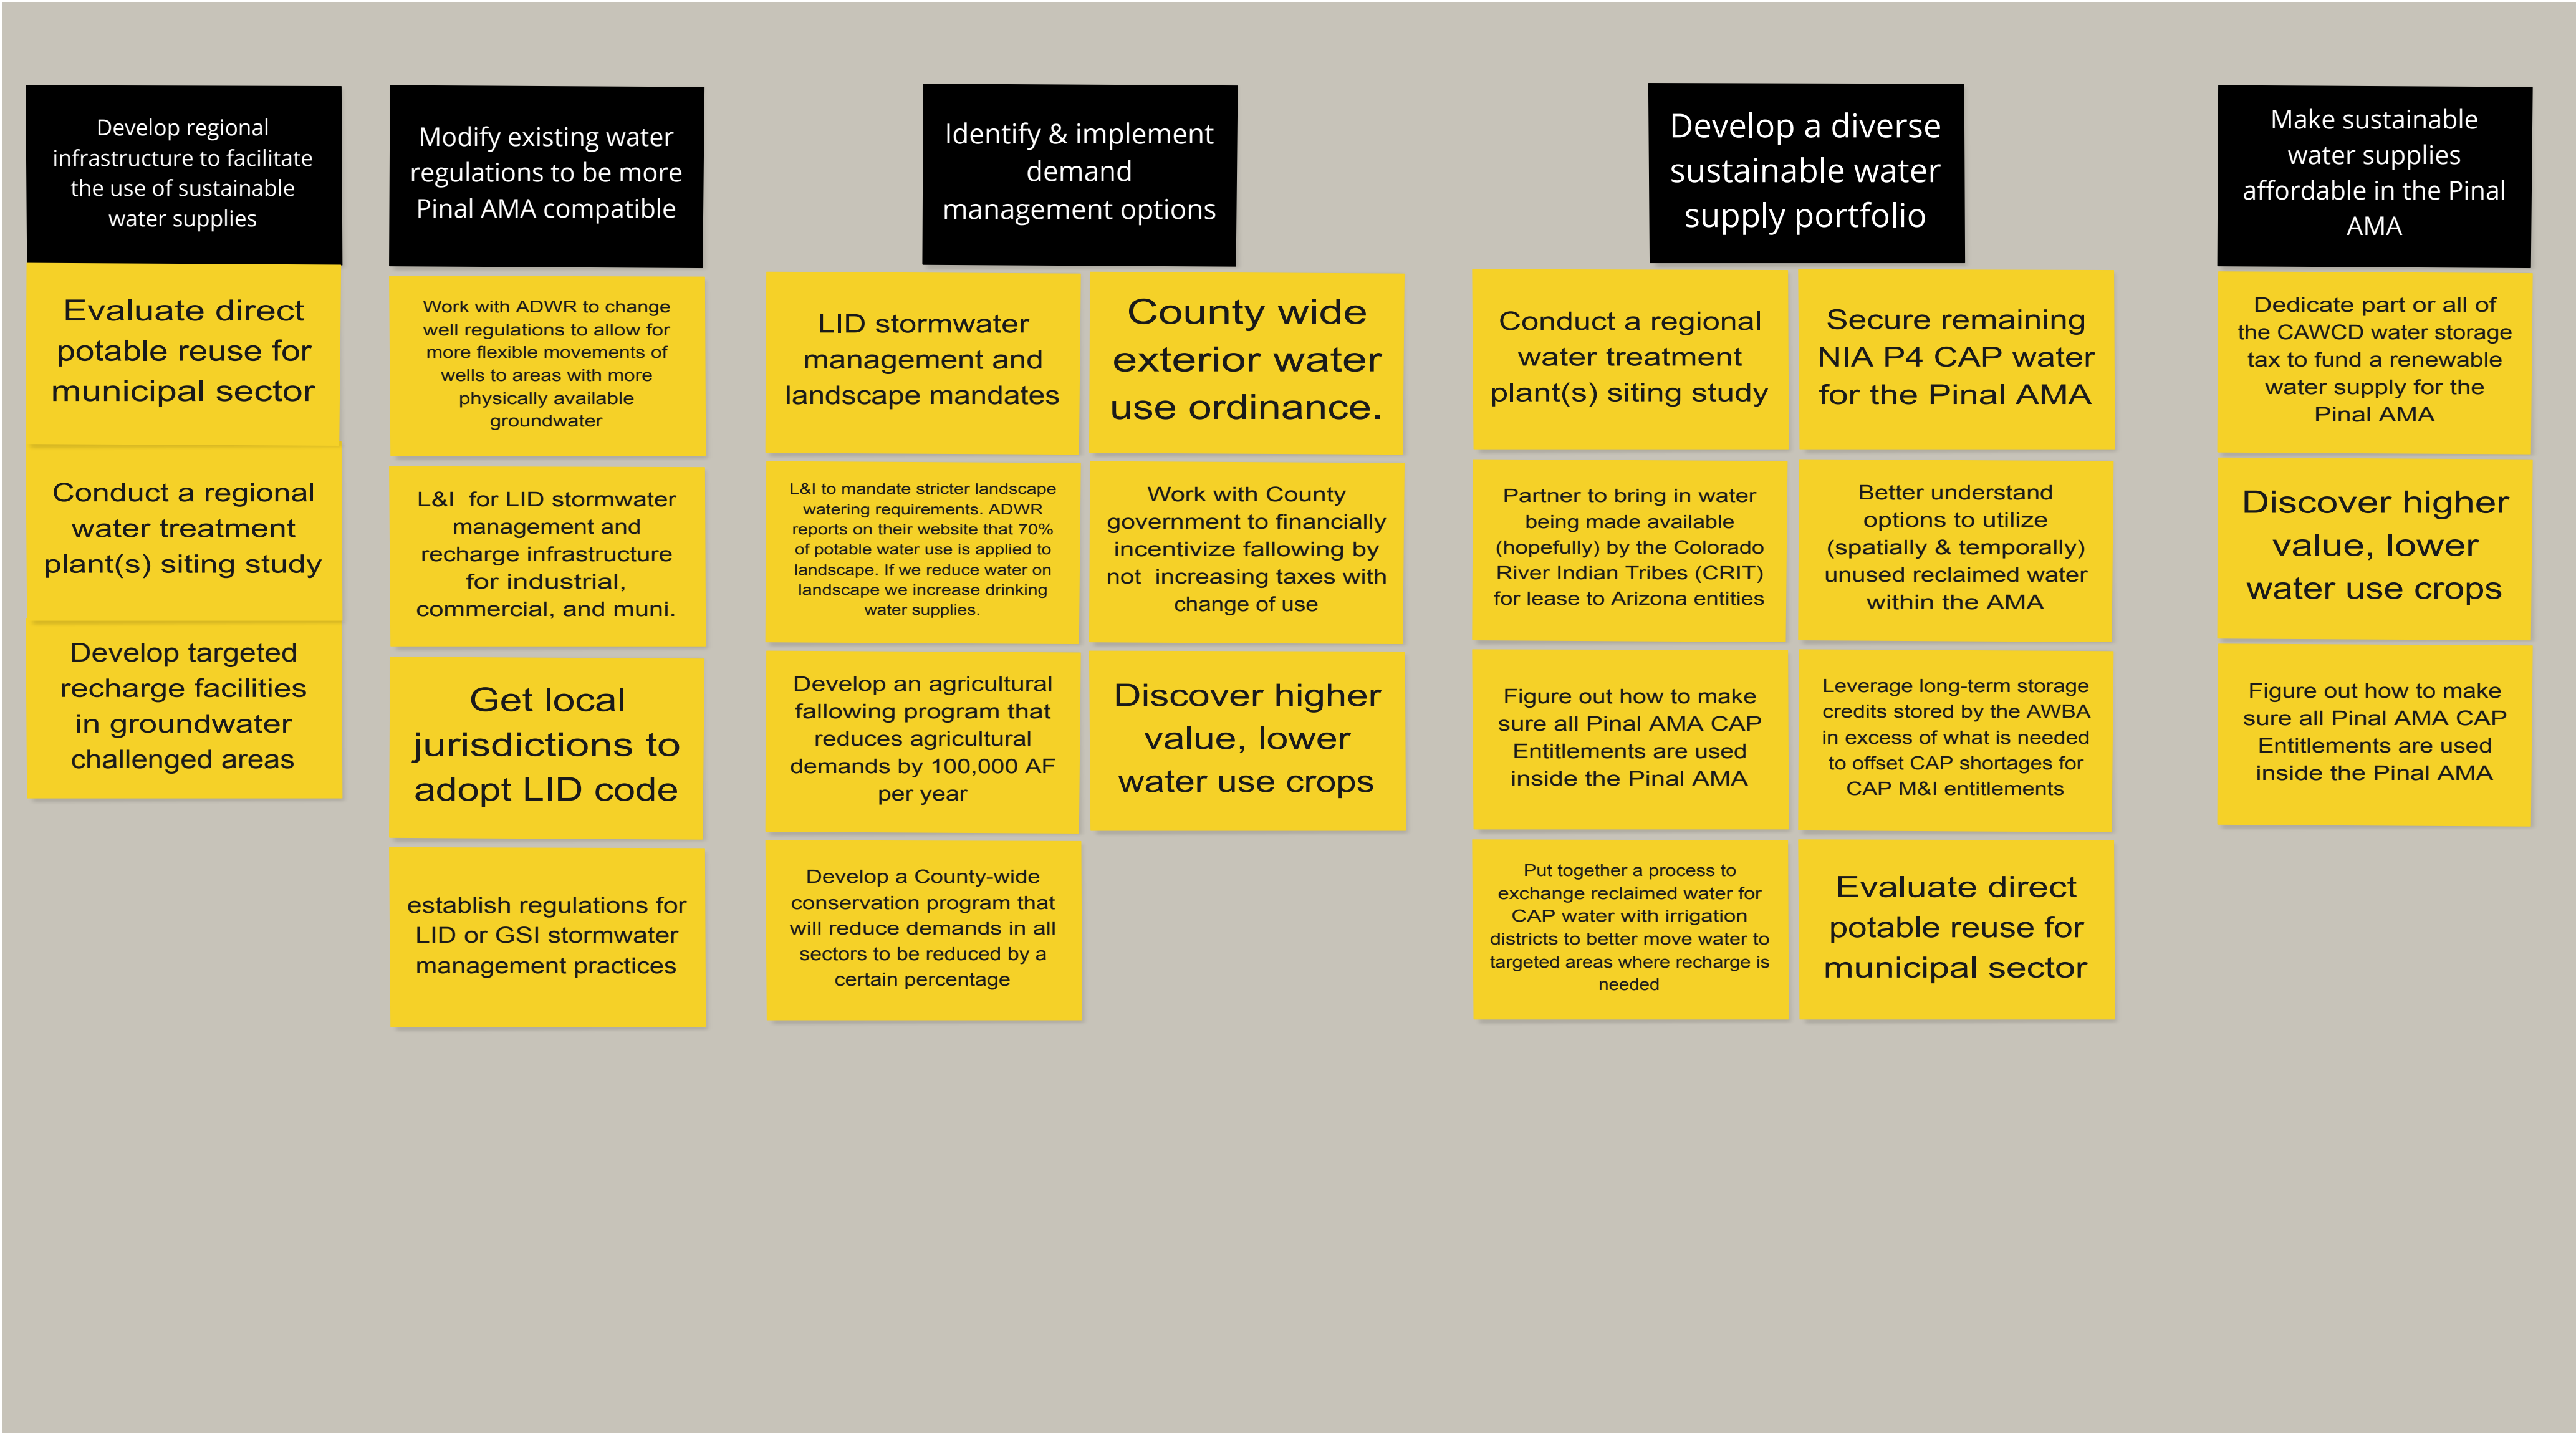 Develop regional
infrastructure to facilitate
the use of sustainable
water supplies
Evaluate direct
potable reuse for
municipal sector
Conduct a regional
water treatment
plant(s) siting study
Develop targeted
recharge facilities
in groundwater
challenged areas
Modify existing water
regulations to be more
Pinal AMA compatible
Work with ADWR to change
well regulations to allow for
more flexible movements of
wells to areas with more
physically available
groundwater
L&I for LID stormwater
management and
recharge infrastructure
for industrial,
commercial, and muni.
Get local
jurisdictions to
adopt LID code
establish regulations for
LID or GSI stormwater
management practices
Identify & implement
demand
management options
LID stormwater
management and
landscape mandates
County wide
exterior water
use ordinance.
L&I to mandate stricter landscape
watering requirements. ADWR
reports on their website that 70%
of potable water use is applied to
landscape. If we reduce water on
landscape we increase drinking
water supplies.
Work with County
government to financially
incentivize fallowing by
not increasing taxes with
change of use
Develop an agricultural
fallowing program that
reduces agricultural
demands by 100,000 AF
per year
Discover higher
value, lower
water use crops
Develop a County-wide
conservation program that
will reduce demands in all
sectors to be reduced by a
certain percentage
Develop a diverse
sustainable water
supply portfolio
Conduct a regional
water treatment
plant(s) siting study
Secure remaining
NIA P4 CAP water
for the Pinal AMA
Partner to bring in water
being made available
(hopefully) by the Colorado
River Indian Tribes (CRIT)
for lease to Arizona entities
Better understand
options to utilize
(spatially & temporally)
unused reclaimed water
within the AMA
Figure out how to make
sure all Pinal AMA CAP
Entitlements are used
inside the Pinal AMA
Leverage long-term storage
credits stored by the AWBA
in excess of what is needed
to offset CAP shortages for
CAP M&I entitlements
Put together a process to
exchange reclaimed water for
CAP water with irrigation
districts to better move water to
targeted areas where recharge is
needed
Evaluate direct
potable reuse for
municipal sector
Make sustainable
water supplies
affordable in the Pinal
AMA
Dedicate part or all of
the CAWCD water storage
tax to fund a renewable
water supply for the
Pinal AMA
Discover higher
value, lower
water use crops
Figure out how to make
sure all Pinal AMA CAP
Entitlements are used
inside the Pinal AMA